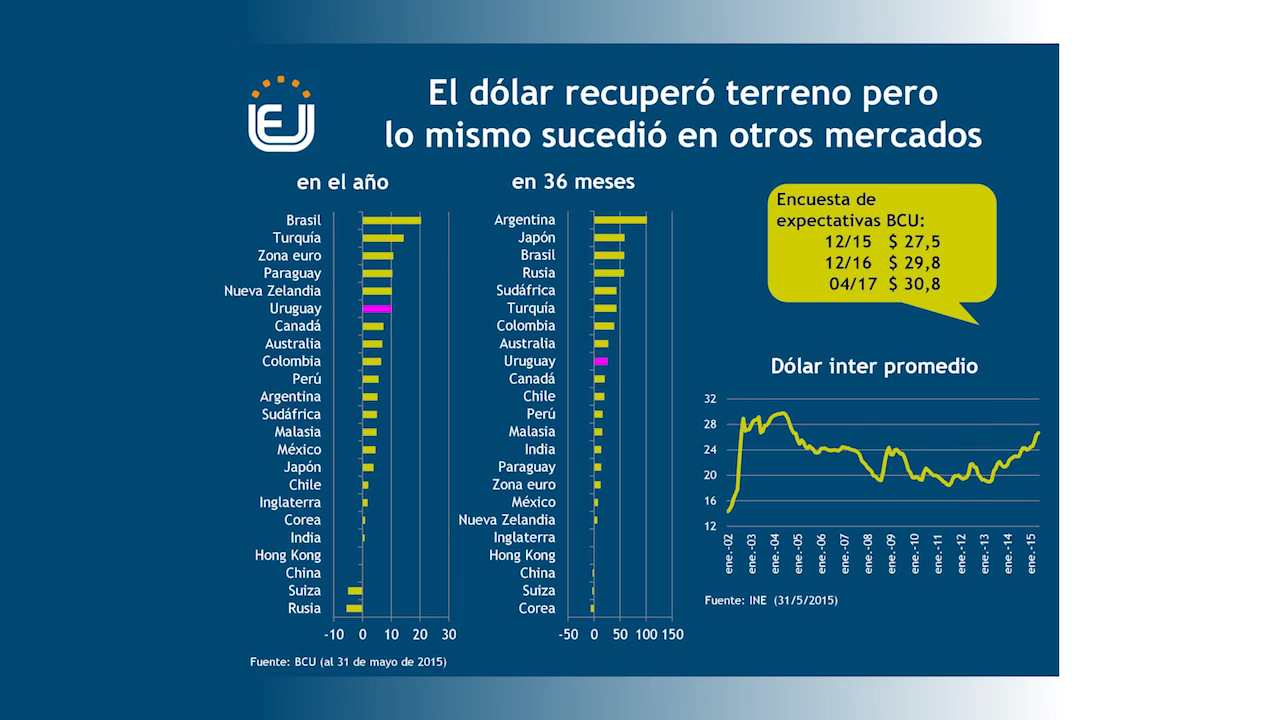 EU
El dólar recuperó terreno pero
lo mismo sucedió en otros mercados
en el año
Brasil
Turquía
Zona euro
Paraguay
Nueva Zelandia
Uruguay
Canadá
Australia
Colombia
Perú
Argentina
Sudáfrica
Malasia
México
Japón
Chile
Inglaterra
Corea
India
Hong Kong
China
Suiza
Rusia
-10 0 10 20 30
Fuente: BCU (al 31 de mayo de 2015)
en 36 meses
Argentina
Japón
Brasil
Rusia
Sudáfrica
Turquía
Colombia
Australia
Uruguay
Canadá
Chile
Perú
Malasia
India
Paraguay
Zona euro
México
Nueva Zelandia
Inglaterra
Hong Kong
China
Suiza
Corea
-50 0 50 100 150
Encuesta de
expectativas BCU:
12/15 $ 27,5
12/16 $ 29,8
04/17 $ 30,8
Dólar inter promedio
32
28
24
20
16
12
ene.-02
ene.-03
ene.-04
ene.-05
ene.-06
ene.-07
ene.-08
ene.-09
ene.-10
ene.-11
ene.-12
ene.-13
ene.-14
ene.-15
Fuente: INE (31/5/2015)